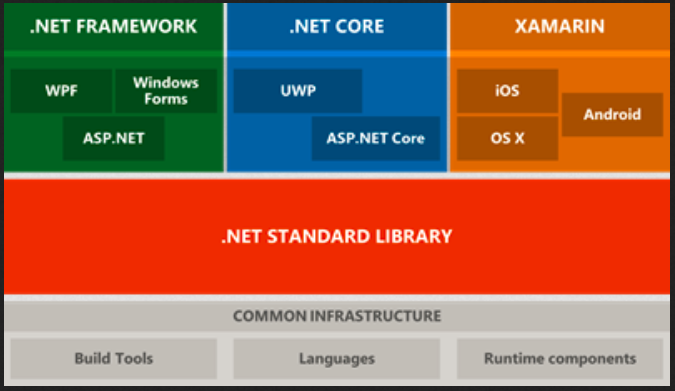 .NET FRAMEWORK
.NET CORE
XAMARIN
WPF
Windows
Forms
ASP.NET
UWP
ASP.NET Core
iOS
Android
OS X
.NET STANDARD LIBRARY
COMMON INFRASTRUCTURE
Build Tools
Languages
Runtime components